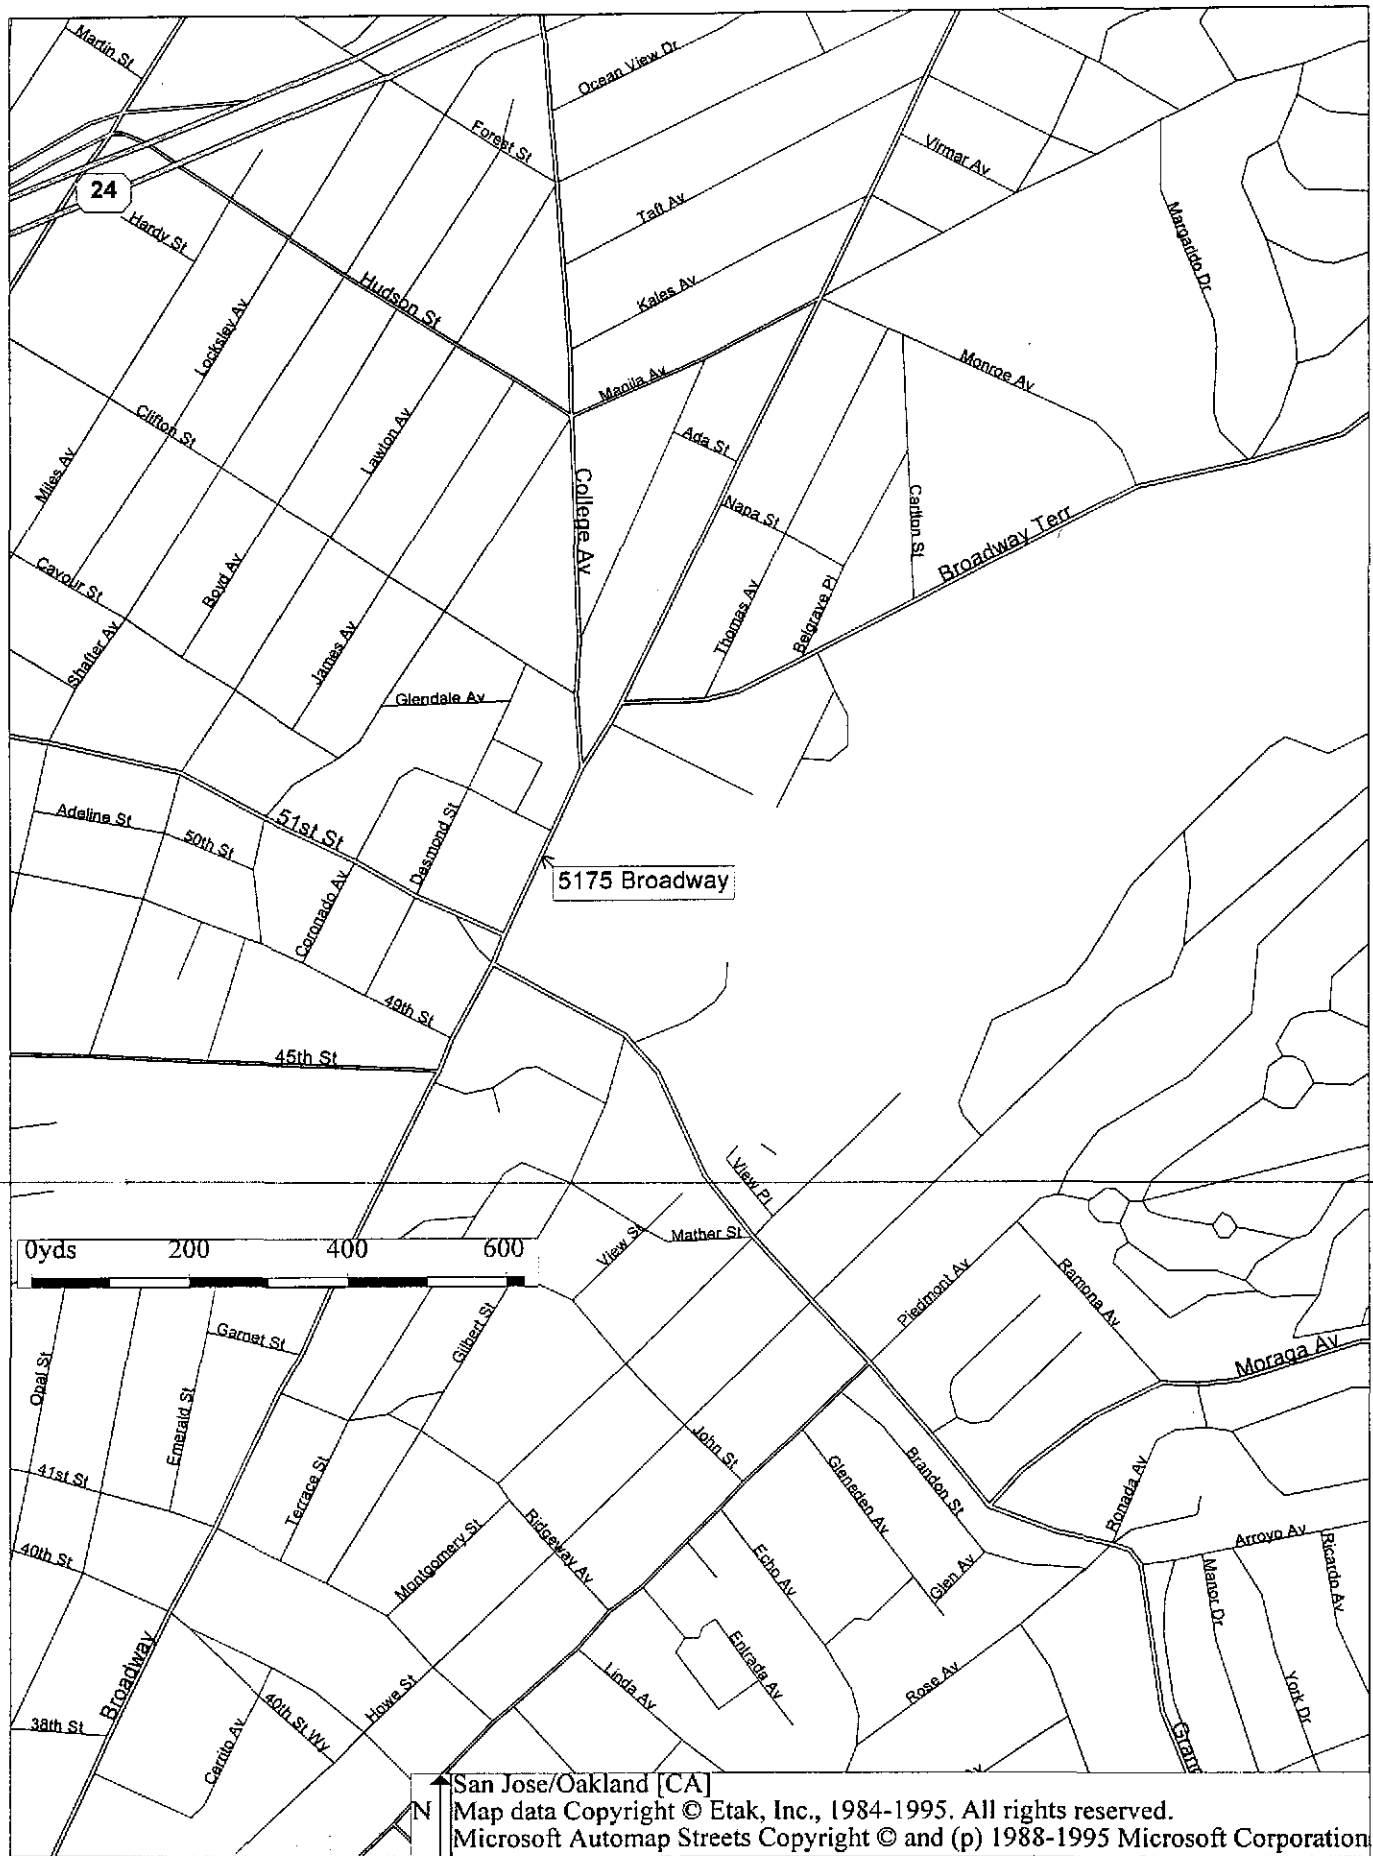 Martin St
Ocean View Dr
Forest St
Virmar Av
24
Taft Av
Hardy St
Margarido Dr
Kales Av
Hudson St
Locksley Av
Monroe Av
Manila Av
Clifton St
Lawton Av
Ada St
Miles Av
College Av
Napa St
Carlton St
Broadway Terr
Cavour St
Boyd Av
Thomas Av
Belgrave Pl
Shafter Av
James Av
Glendale Av
Adeline St
50th St
51st St
Desmond St
5175 Broadway
Coronado Av
49th St
45th St
View Pl
View St
Mather St
0yds 200 400 600
Piedmont Av
Ramona Av
Garnet St
Gilbert St
Moraga Av
Opal St
Emerald St
John St
41st St
Terrace St
Gleneden Av
Brandon St
Ronada Av
40th St
Montgomery St
Ridgeway Av
Echo Av
Glen Av
Arroyo Av
Manor Dr
Ricardo Av
Broadway
Entrada Av
Linda Av
Rose Av
York Dr
38th St
Cerrito Av
40th St Wy
Howe St
Gran
N
San Jose/Oakland [CA]
Map data Copyright © Etak, Inc., 1984-1995. All rights reserved.
Microsoft Automap Streets Copyright © and (p) 1988-1995 Microsoft Corporation